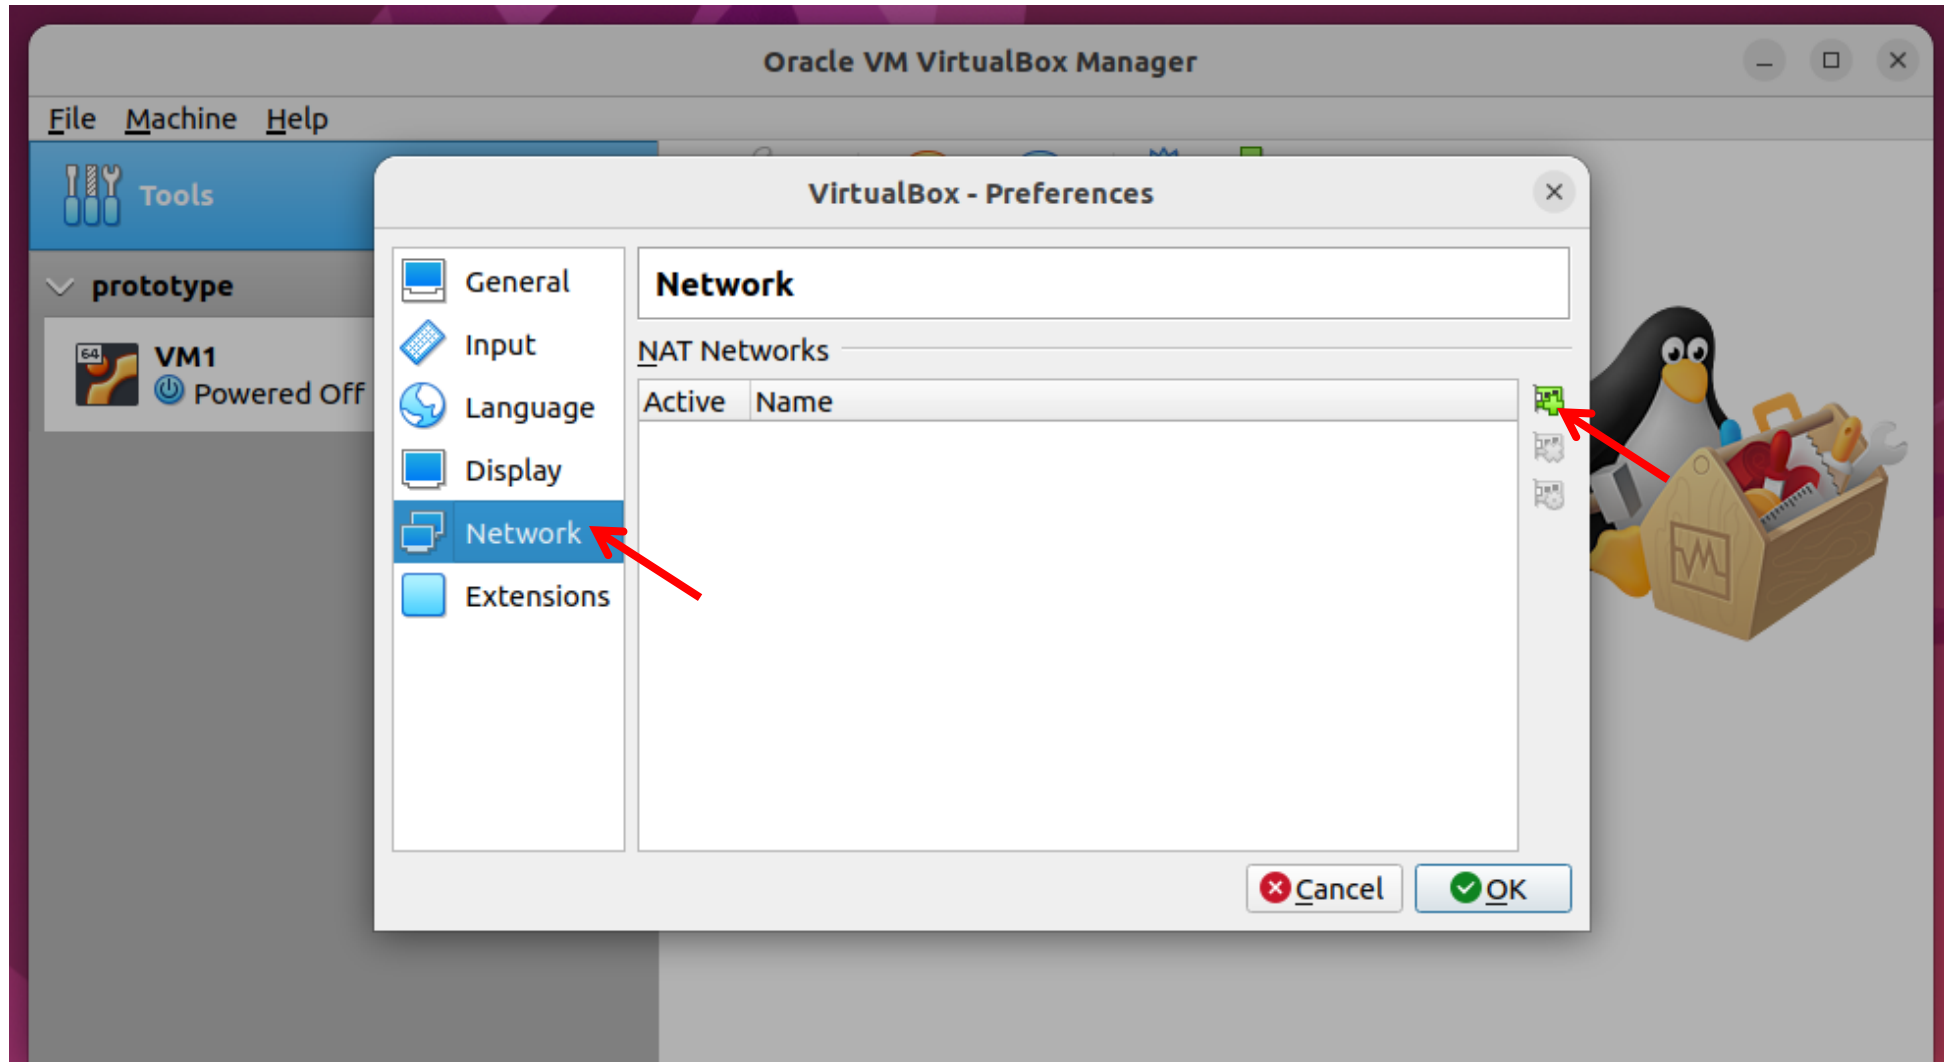 Oracle VM VirtualBox Manager
File Machine Help
Tools
prototype
64
VM1
Powered Off
VirtualBox - Preferences
General
Input
Language
Display
Network
Extensions
Network
NAT Networks
Active Name
Cancel OK